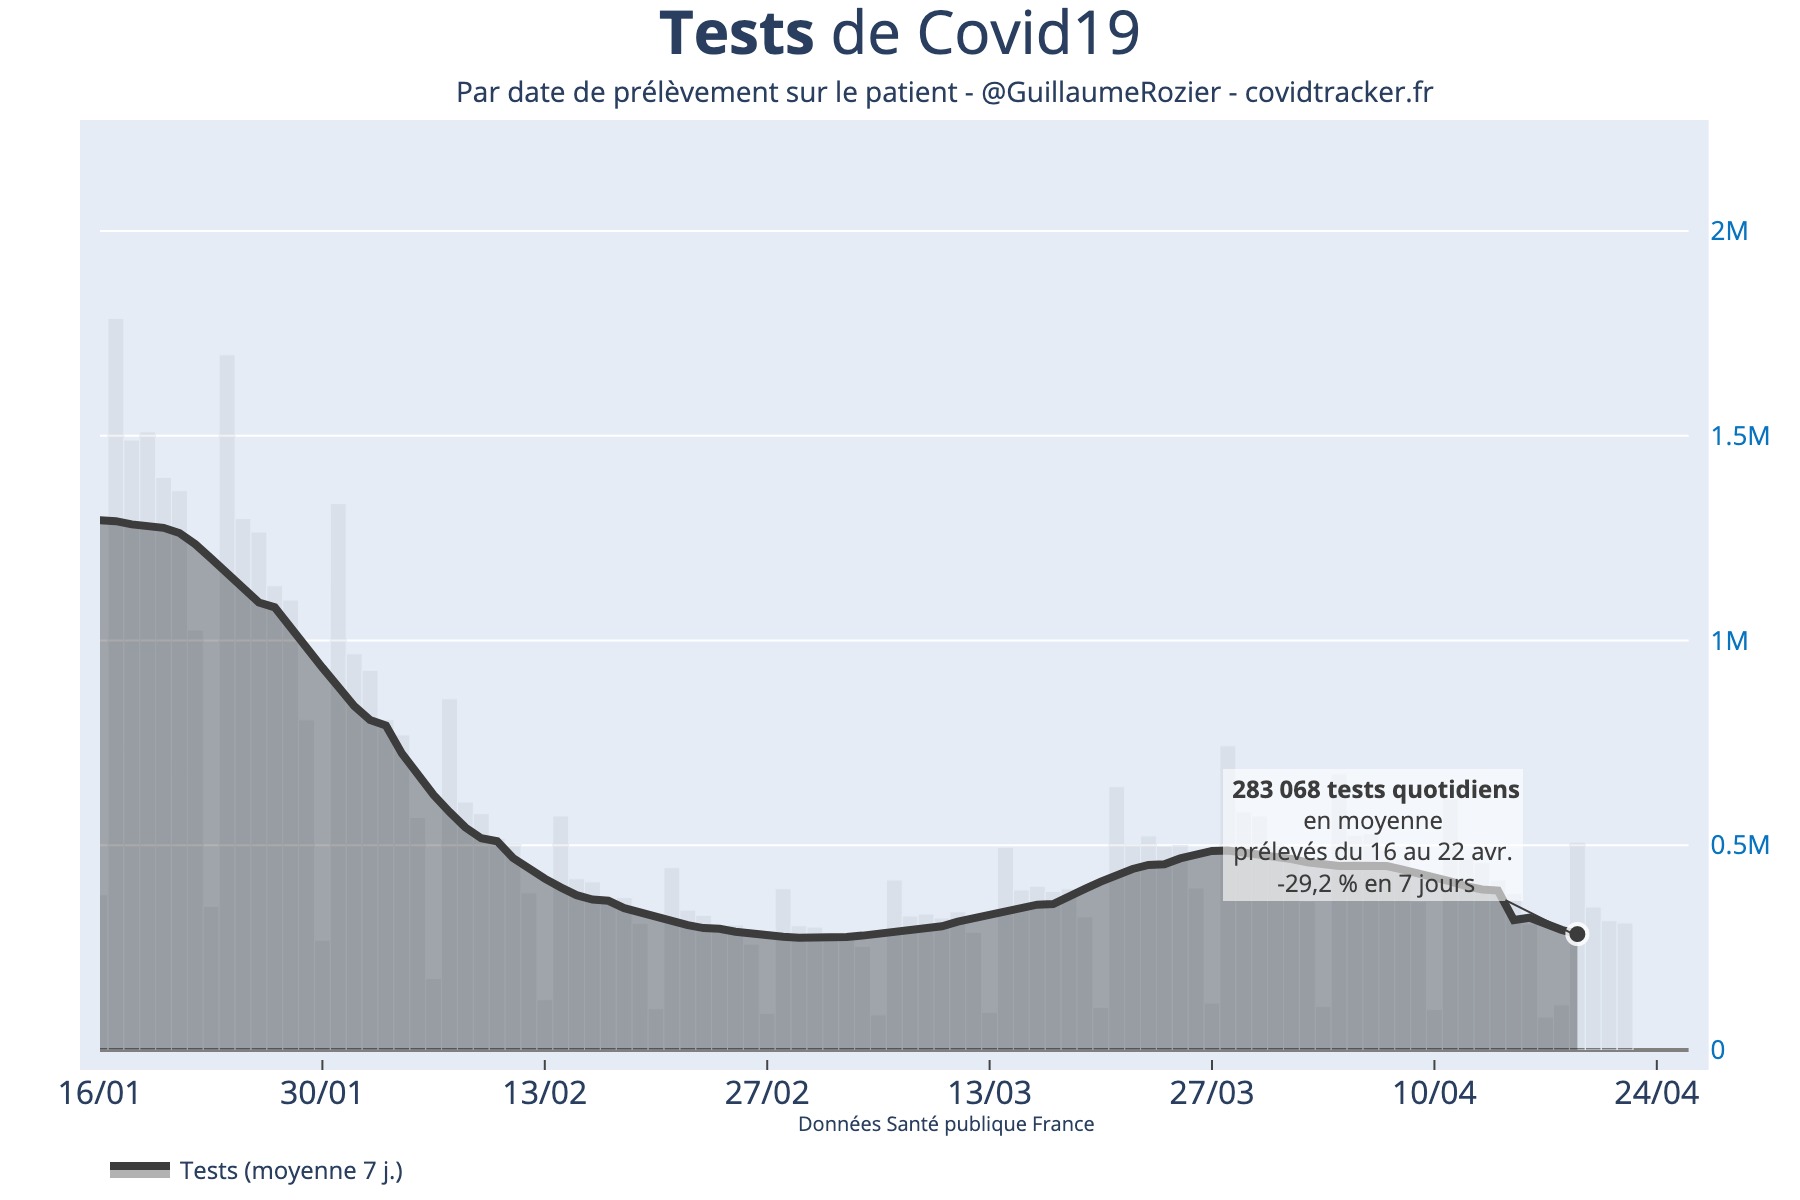 Tests de Covid19
Par date de prélèvement sur le patient - @GuillaumeRozier - covidtracker.fr
2M
1.5M
1M
283 068 tests quotidiens
en moyenne
prélevés du 16 au 22 avr.
-29,2 % en 7 jours
0.5M
0
16/01 30/01 13/02 27/02 13/03 27/03 10/04 24/04
Données Santé publique France
Tests (moyenne 7 j.)